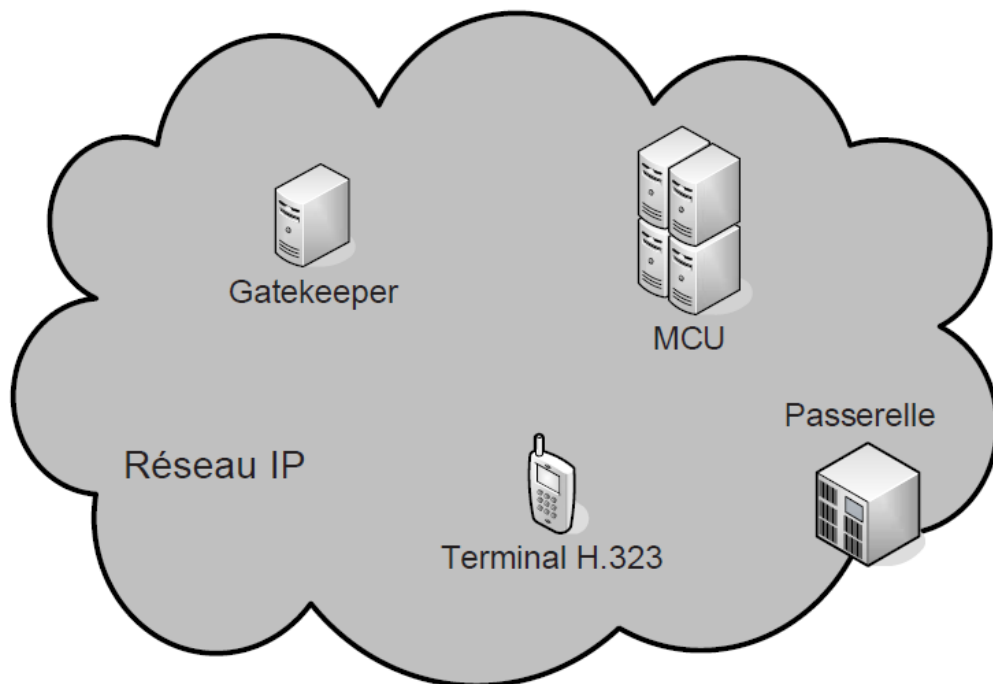 Gatekeeper
MCU
Passerelle
Réseau IP
Terminal H.323